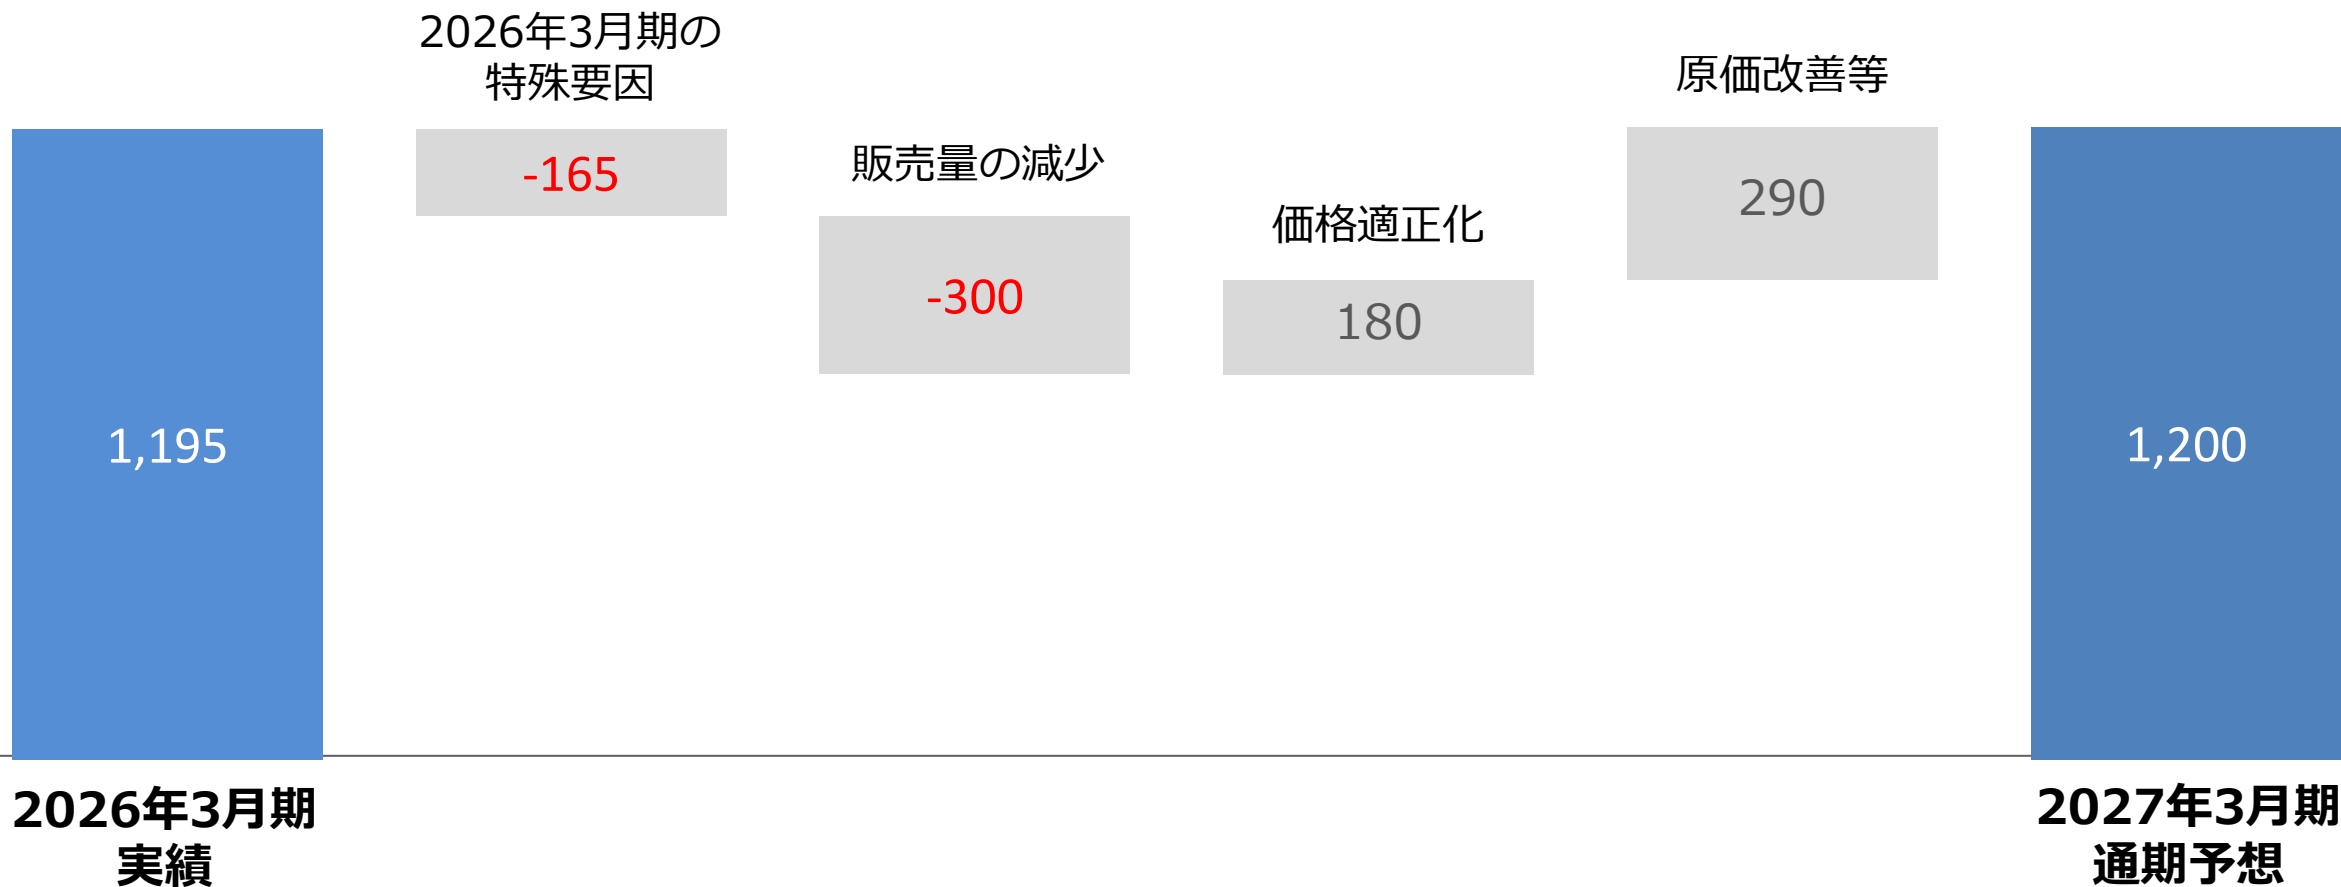 2026年3月期の
特殊要因
-165
販売量の減少
-300
価格適正化
180
原価改善等
290
1,195
1,200
2026年3月期
実績
2027年3月期
通期予想